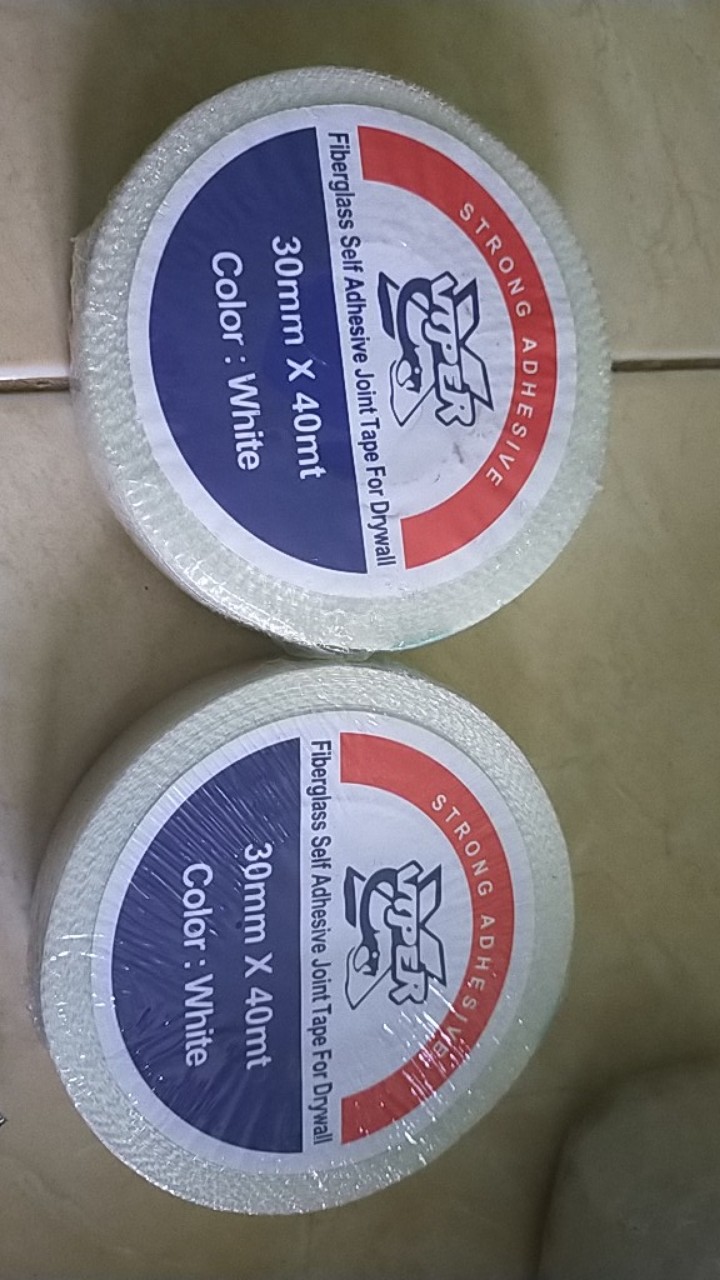 STRONG ADHESIVE
VIPER
Fiberglass Self Adhesive Joint Tape For Drywall
30mm X 40mt
Color : White
STRONG ADHESIVE
VIPER
Fiberglass Self Adhesive Joint Tape For Drywall
30mm X 40mt
Color : White